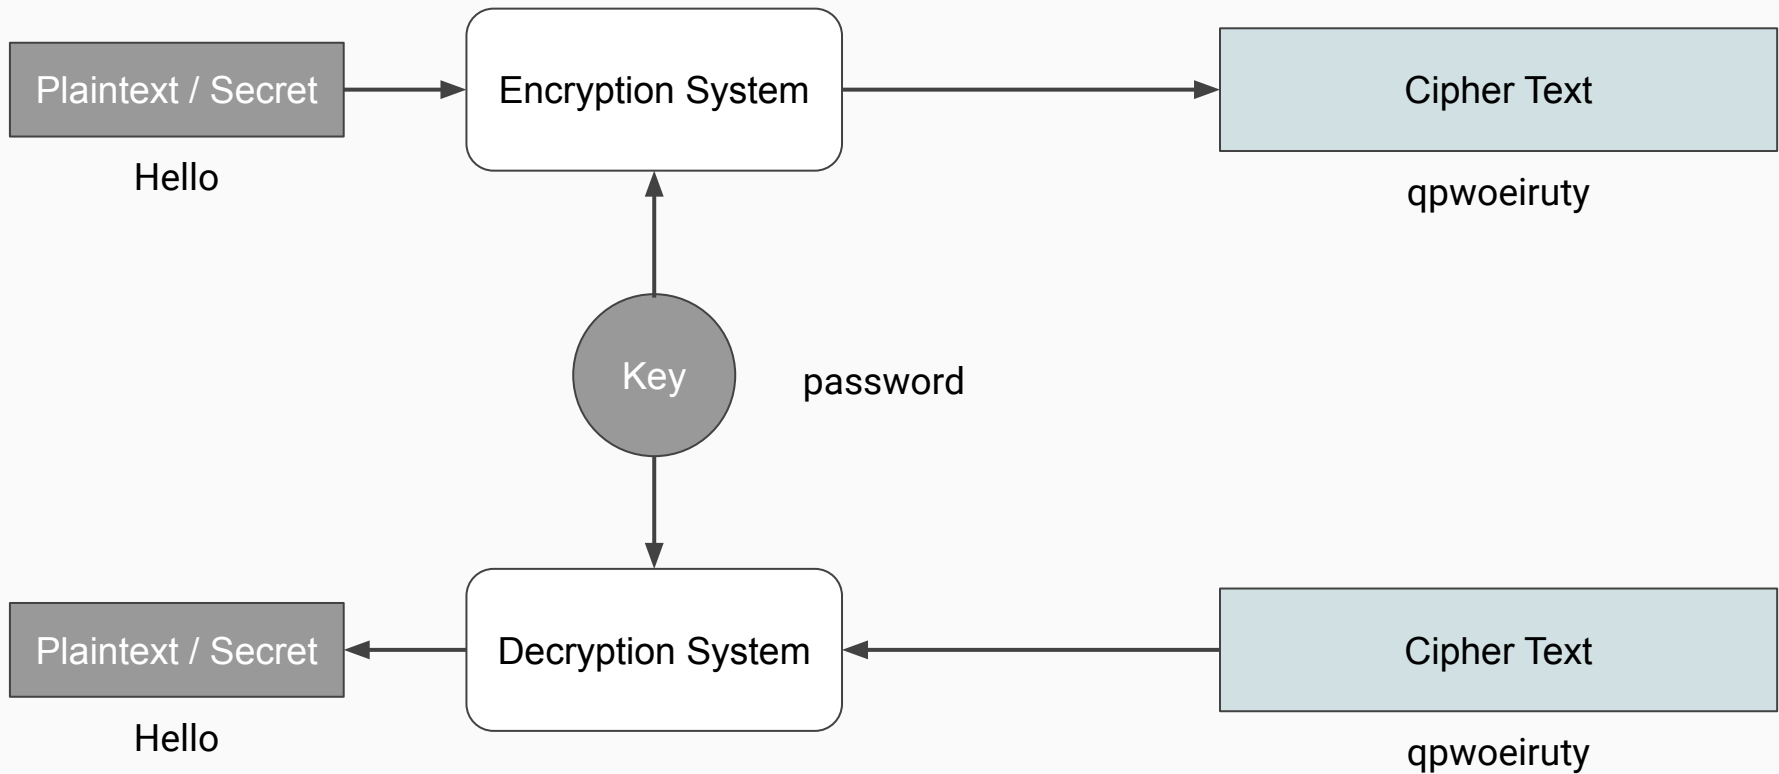 Plaintext / Secret
Encryption System
Cipher Text
Hello
qpwoeiruty
Key
password
Plaintext / Secret
Decryption System
Cipher Text
Hello
qpwoeiruty